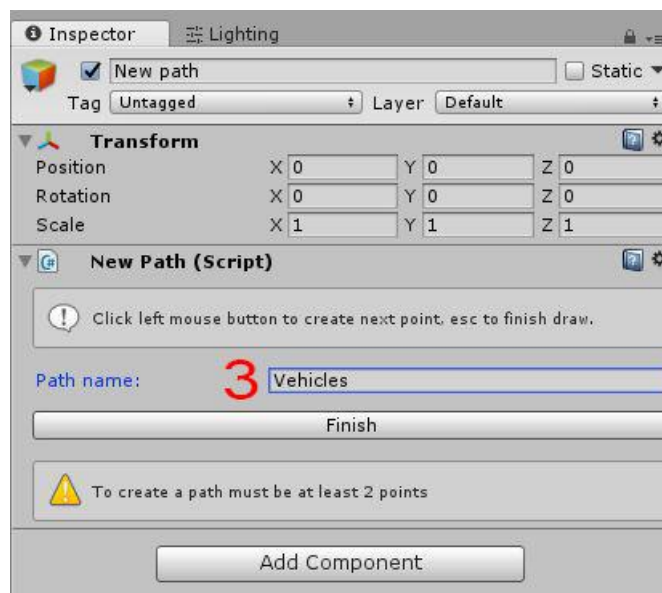 Inspector Lighting
New path Static
Tag Untagged Layer Default
Transform
Position X 0 Y 0 Z 0
Rotation X 0 Y 0 Z 0
Scale X 1 Y 1 Z 1
New Path (Script)
Click left mouse button to create next point, esc to finish draw.
Path name: 3 Vehicles
Finish
To create a path must be at least 2 points
Add Component